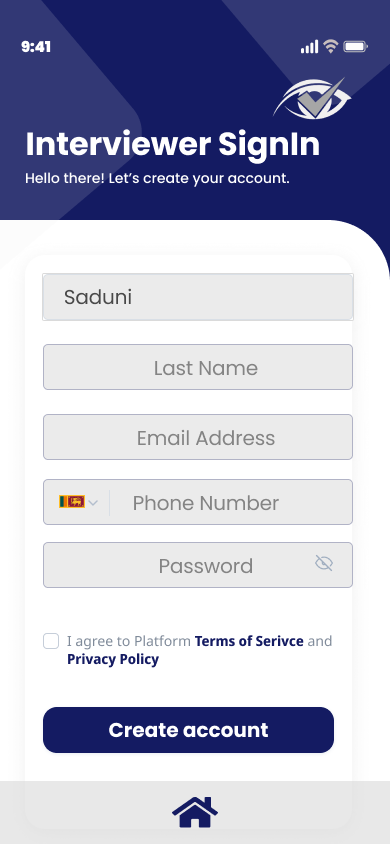 9:41
Interviewer SignIn
Hello there! Let's create your account.
Saduni
Last Name
Email Address
Phone Number
Password
I agree to Platform Terms of Serivce and
Privacy Policy
Create account